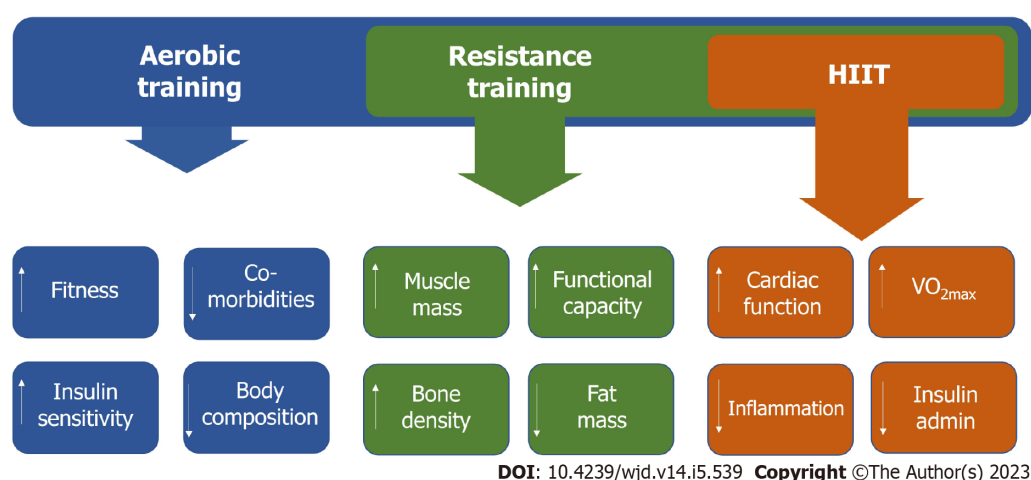 Aerobic
training
Resistance
training
HIIT
↑ Fitness
↓ Co-
morbidities
↑ Muscle
mass
↑ Functional
capacity
↑ Cardiac
function
↑ VO₂max
↑ Insulin
sensitivity
↓ Body
composition
↑ Bone
density
↓ Fat
mass
↓ Inflammation
↓ Insulin
admin
DOI: 10.4239/wjd.v14.i5.539 Copyright ©The Author(s) 2023